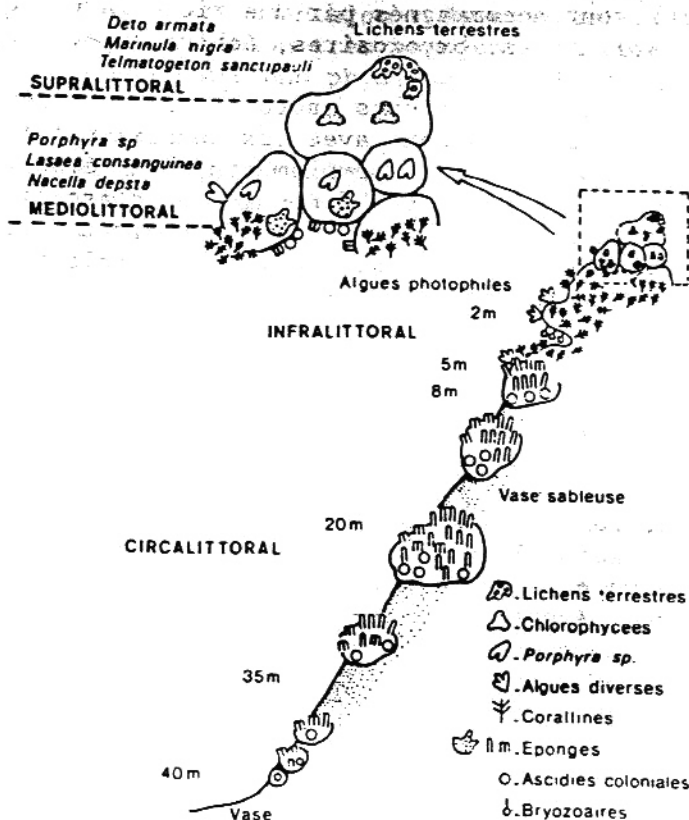 Deto armata
Marinula nigra
Telmatogeton sanctipauli
SUPRALITTORAL
Lichens terrestres
Porphyra sp
Lasaea consanguinea
Nacella depsta
MEDIOLITTORAL
Algues photophiles
2m
INFRALITTORAL
5m
8m
Vase sableuse
20m
CIRCALITTORAL
Lichens terrestres
Chlorophycees
Porphyra sp.
Algues diverses
35m
Corallines
Eponges
Ascidies coloniales
40m
Vase
Bryozoaires